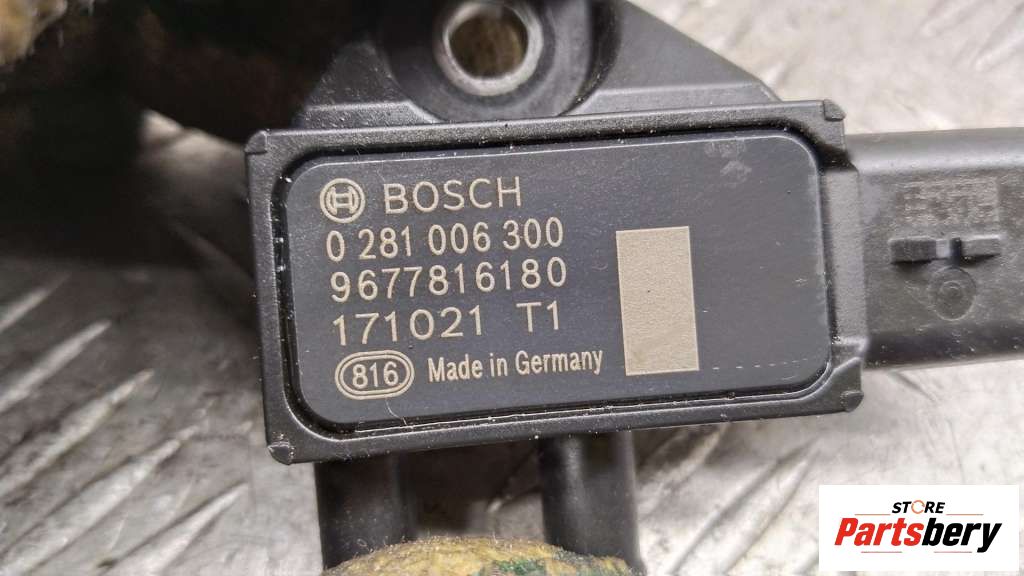 BOSCH
0 281 006 300
9677816180
171021 T1
816 Made in Germany
STORE
Partsbery